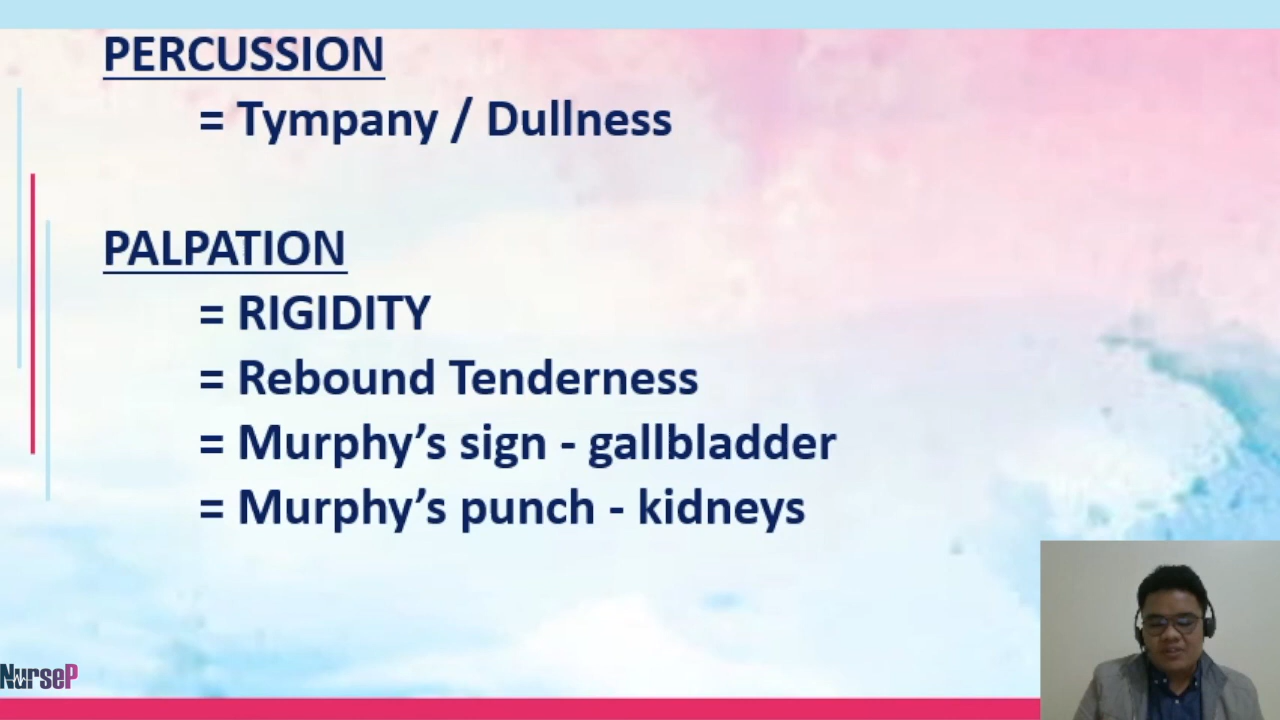 PERCUSSION
= Tympany / Dullness
PALPATION
= RIGIDITY
= Rebound Tenderness
= Murphy’s sign - gallbladder
= Murphy’s punch - kidneys
NurseP